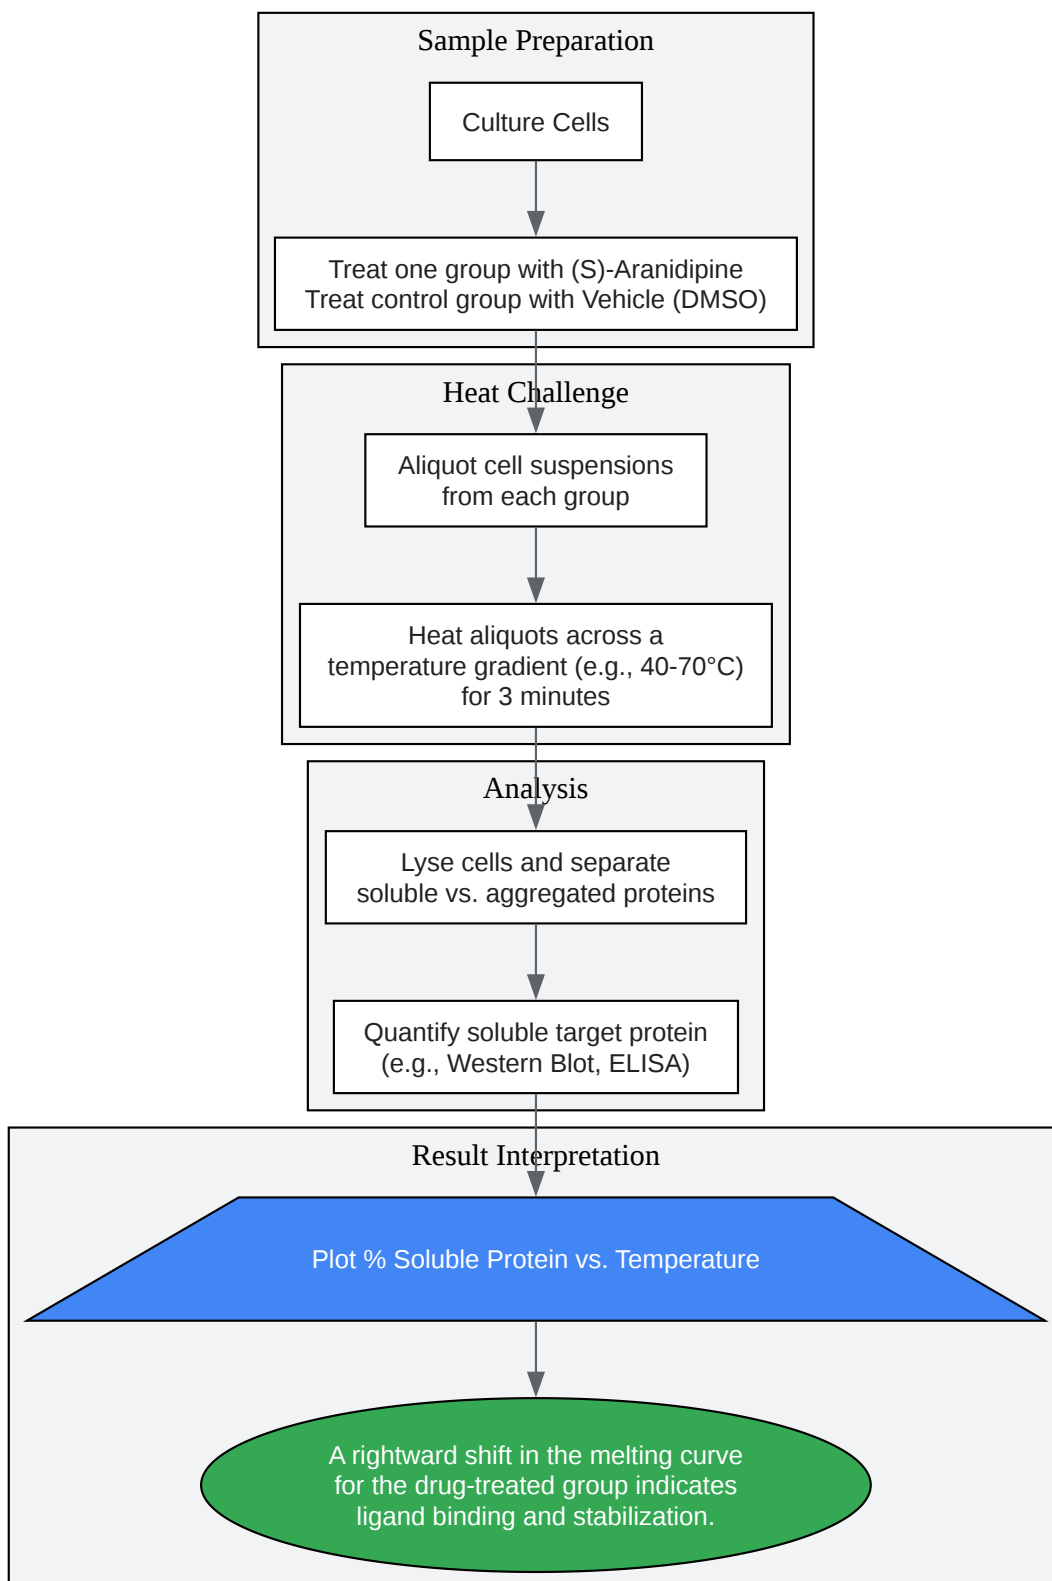 Sample Preparation
Culture Cells
Treat one group with (S)-Aranidipine
Treat control group with Vehicle (DMSO)
Heat Challenge
Aliquot cell suspensions
from each group
Heat aliquots across a
temperature gradient (e.g., 40-70°C)
for 3 minutes
Analysis
Lyse cells and separate
soluble vs. aggregated proteins
Quantify soluble target protein
(e.g., Western Blot, ELISA)
Result Interpretation
Plot % Soluble Protein vs. Temperature
A rightward shift in the melting curve
for the drug-treated group indicates
ligand binding and stabilization.